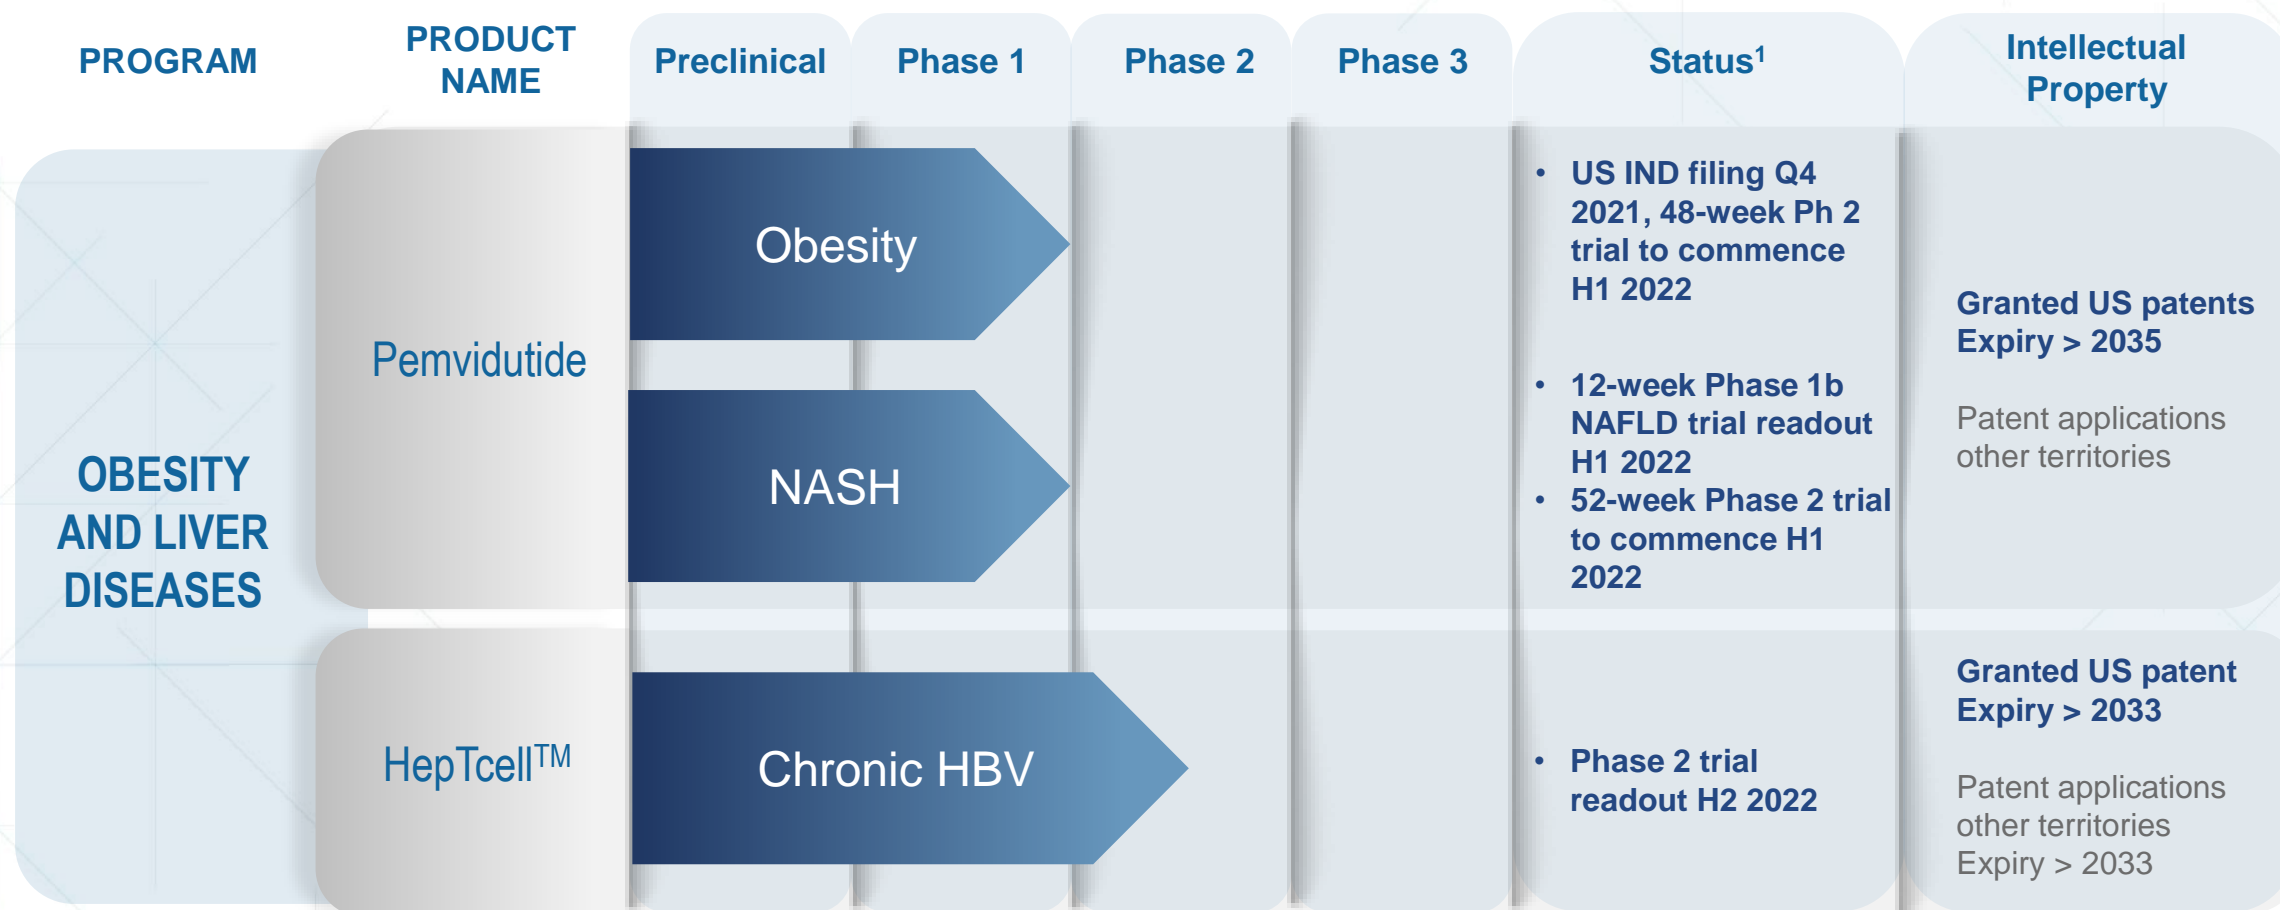 PROGRAM
PRODUCT
NAME
Preclinical
Phase 1
Phase 2
Phase 3
Status1
Intellectual
Property
OBESITY
AND LIVER
DISEASES
Pemvidutide
Obesity
• US IND filing Q4
2021, 48-week Ph 2
trial to commence
H1 2022
NASH
• 12-week Phase 1b
NAFLD trial readout
H1 2022
• 52-week Phase 2 trial
to commence H1
2022
Granted US patents
Expiry > 2035
Patent applications
other territories
HepTcell™
Chronic HBV
• Phase 2 trial
readout H2 2022
Granted US patent
Expiry > 2033
Patent applications
other territories
Expiry > 2033